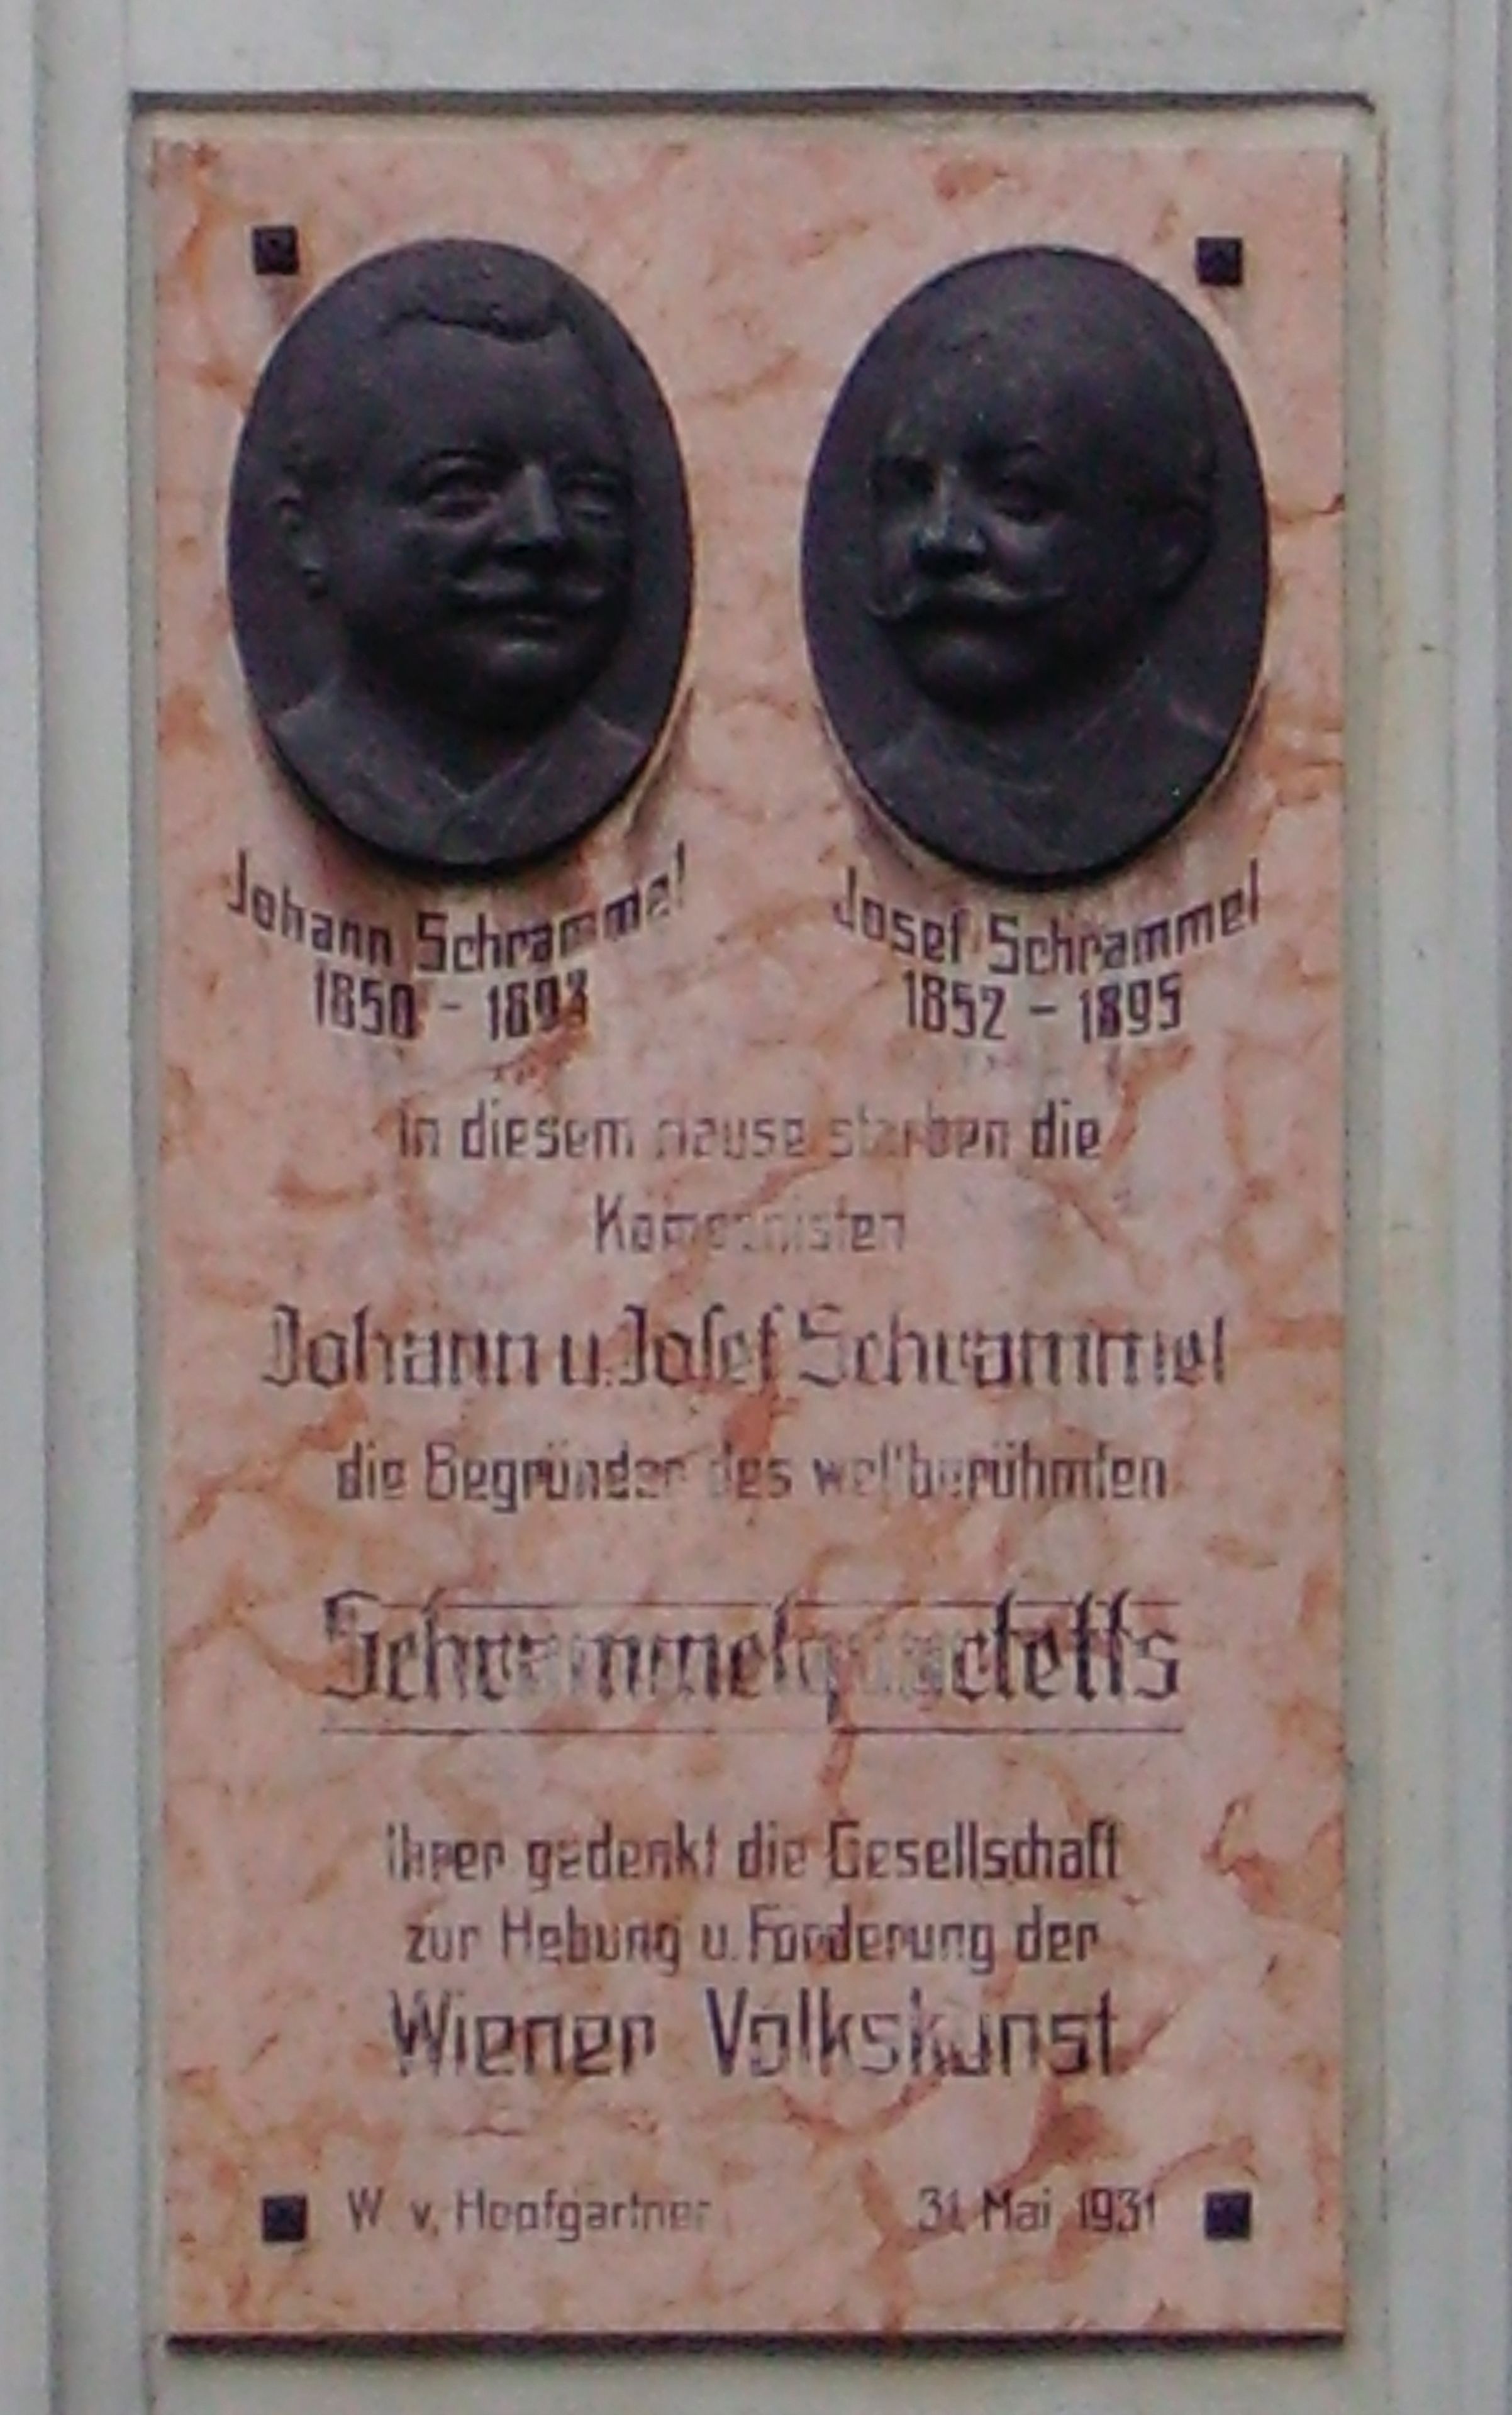 Johann Schrammel
1850 - 1893
Josef Schrammel
1852 - 1895
in diesem Hause starben die
Komponisten
Johann u. Josef Schrammel
die Begründer des weltberühmten
Schrammelquartetts
ihrer gedenkt die Gesellschaft
zur Hebung u. Förderung der
Wiener Volkskunst
W v. Hopfgartner
31 Mai 1931